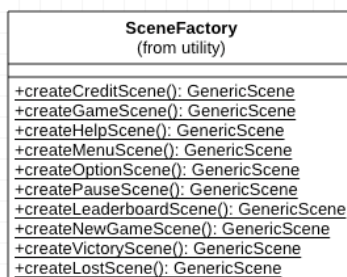 SceneFactory
(from utility)
+createCreditScene(): GenericScene
+createGameScene(): GenericScene
+createHelpScene(): GenericScene
+createMenuScene(): GenericScene
+createOptionScene(): GenericScene
+createPauseScene(): GenericScene
+createLeaderboardScene(): GenericScene
+createNewGameScene(): GenericScene
+createVictoryScene(): GenericScene
+createLostScene(): GenericScene